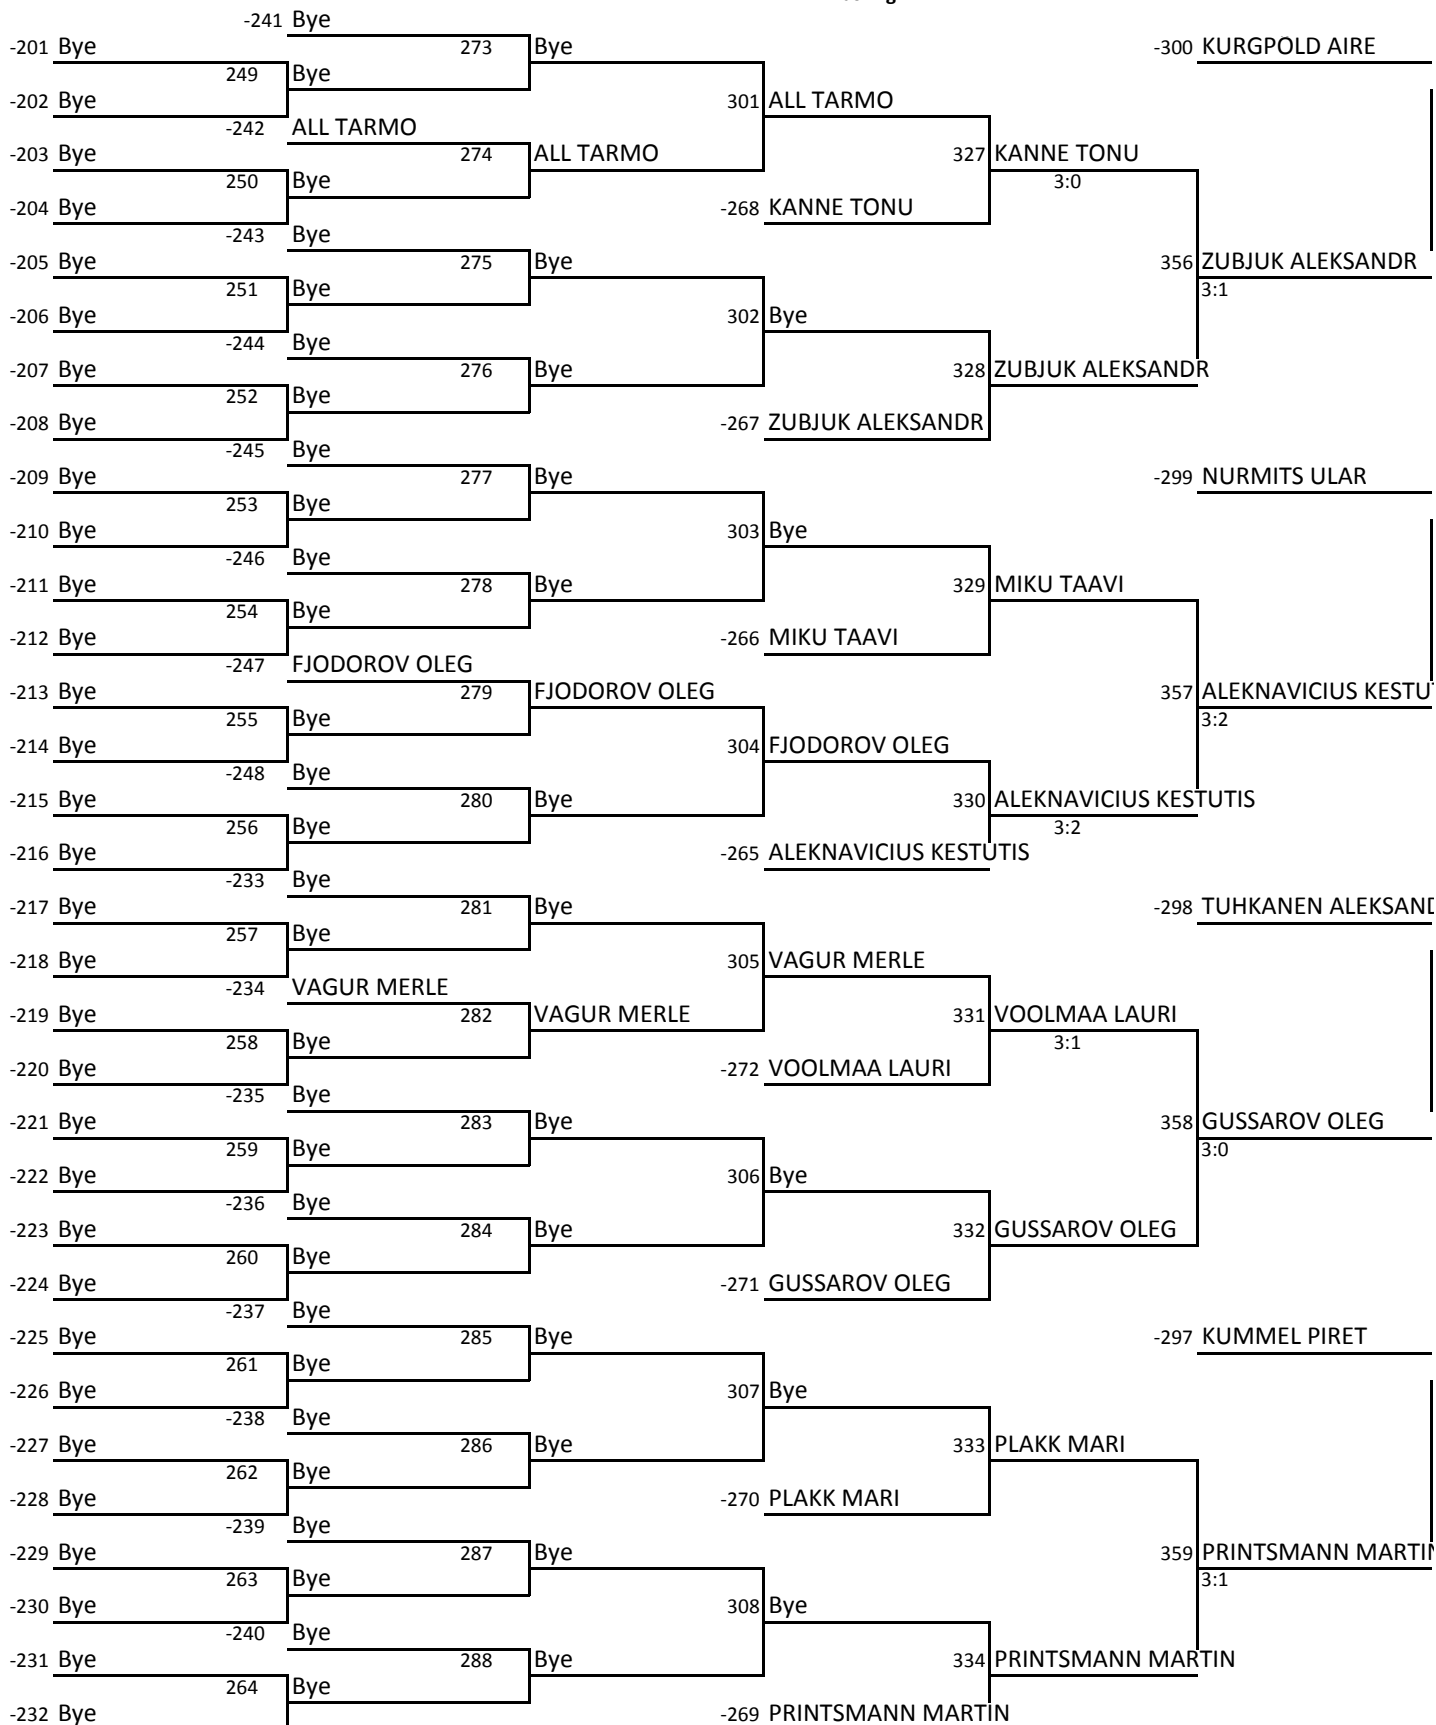 -241 Bye
-201 Bye 273 Bye -300 KURGPÕLD AIRE
249 Bye
-202 Bye 301 ALL TARMO
-242 ALL TARMO
-203 Bye 274 ALL TARMO 327 KANNE TONU
250 Bye 3:0
-204 Bye -268 KANNE TONU
-243 Bye
-205 Bye 275 Bye 356 ZUBJUK ALEKSANDR
251 Bye 3:1
-206 Bye 302 Bye
-244 Bye
-207 Bye 276 Bye 328 ZUBJUK ALEKSANDR
252 Bye
-208 Bye -267 ZUBJUK ALEKSANDR
-245 Bye
-209 Bye 277 Bye -299 NURMITS ULAR
253 Bye
-210 Bye 303 Bye
-246 Bye
-211 Bye 278 Bye 329 MIKU TAAVI
254 Bye
-212 Bye -266 MIKU TAAVI
-247 FJODOROV OLEG
-213 Bye 279 FJODOROV OLEG 357 ALEKNAVICIUS KESTUT
255 Bye 3:2
-214 Bye 304 FJODOROV OLEG
-248 Bye
-215 Bye 280 Bye 330 ALEKNAVICIUS KESTUTIS
256 Bye 3:2
-216 Bye -265 ALEKNAVICIUS KESTUTIS
-233 Bye
-217 Bye 281 Bye -298 TUHKANEN ALEKSAND
257 Bye
-218 Bye 305 VAGUR MERLE
-234 VAGUR MERLE
-219 Bye 282 VAGUR MERLE 331 VOOLMAA LAURI
258 Bye 3:1
-220 Bye -272 VOOLMAA LAURI
-235 Bye
-221 Bye 283 Bye 358 GUSSAROV OLEG
259 Bye 3:0
-222 Bye 306 Bye
-236 Bye
-223 Bye 284 Bye 332 GUSSAROV OLEG
260 Bye
-224 Bye -271 GUSSAROV OLEG
-237 Bye
-225 Bye 285 Bye -297 KUMMEL PIRET
261 Bye
-226 Bye 307 Bye
-238 Bye
-227 Bye 286 Bye 333 PLAKK MARI
262 Bye
-228 Bye -270 PLAKK MARI
-239 Bye
-229 Bye 287 Bye 359 PRINTSMANN MARTIN
263 Bye 3:1
-230 Bye 308 Bye
-240 Bye
-231 Bye 288 Bye 334 PRINTSMANN MARTIN
264 Bye
-232 Bye -269 PRINTSMANN MARTIN